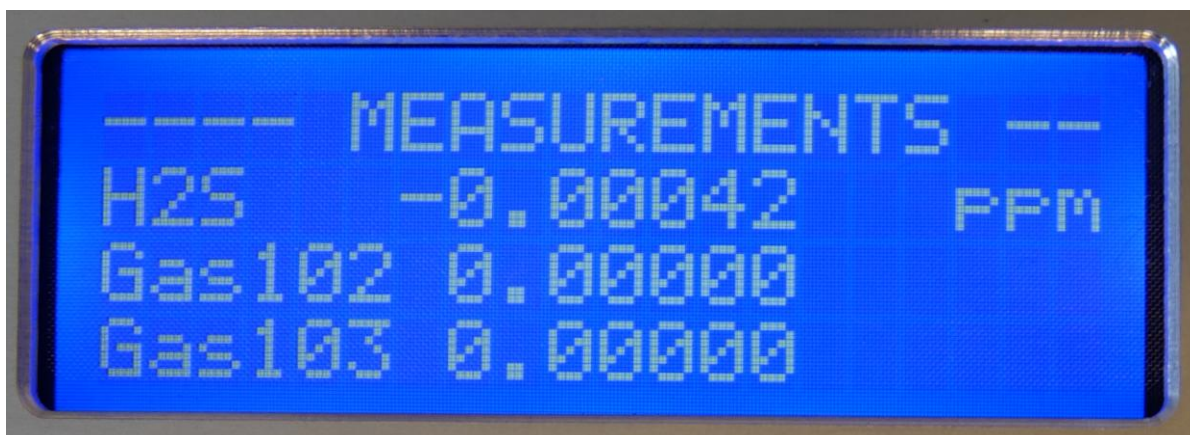 ---- MEASUREMENTS --
H2S -0.00042 ppm
Gas102 0.00000
Gas103 0.00000